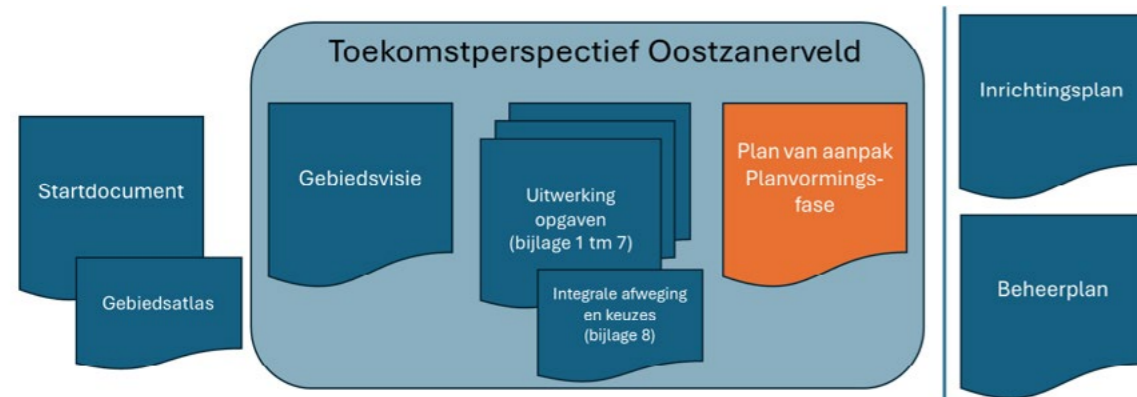 Toekomstperspectief Oostzanerveld
Startdocument
Gebiedsatlas
Gebiedsvisie
Uitwerking
opgaven
(bijlage 1 tm 7)
Integrale afweging
en keuzes
(bijlage 8)
Plan van aanpak
Planvormings-
fase
Inrichtingsplan
Beheerplan